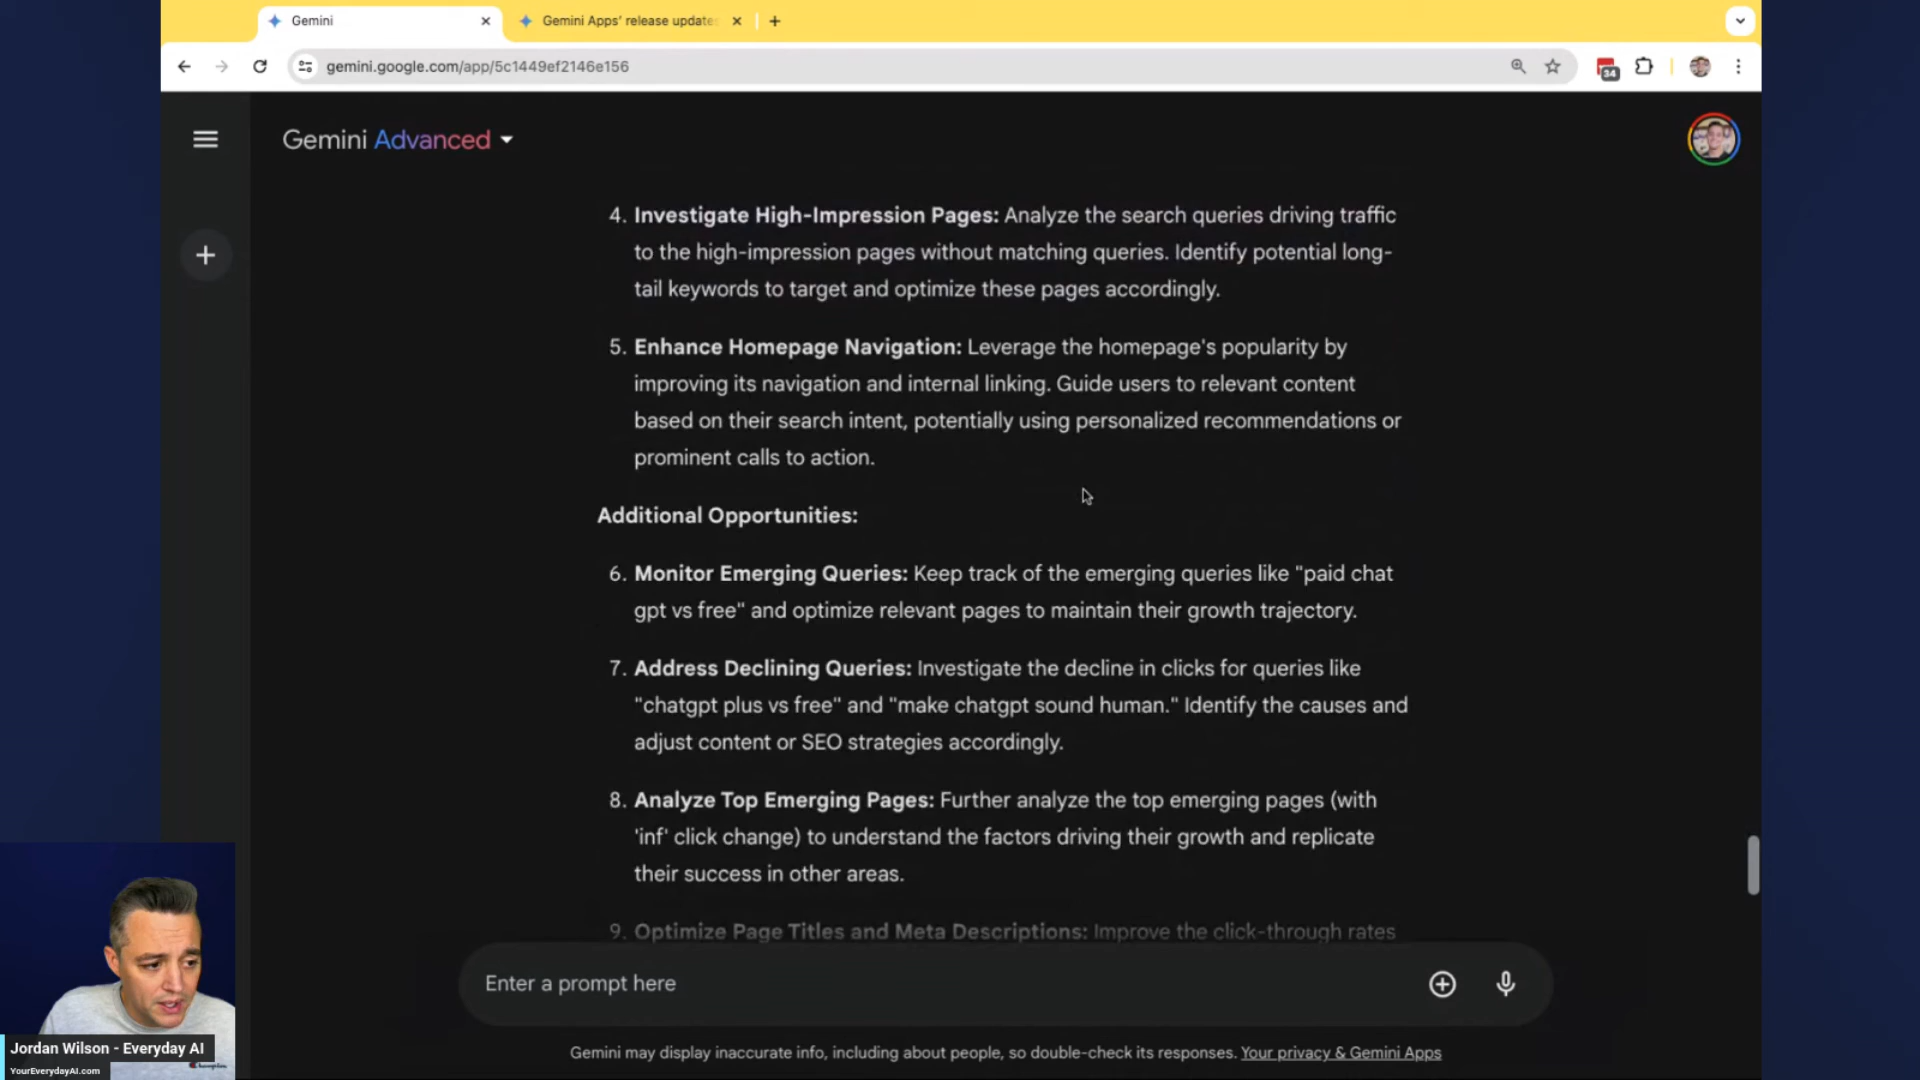 Gemini
Gemini Apps' release update
gemini.google.com/app/5c1449ef2146e156
34
Gemini Advanced
4. Investigate High-Impression Pages: Analyze the search queries driving traffic
to the high-impression pages without matching queries. Identify potential long-
tail keywords to target and optimize these pages accordingly.
5. Enhance Homepage Navigation: Leverage the homepage's popularity by
improving its navigation and internal linking. Guide users to relevant content
based on their search intent, potentially using personalized recommendations or
prominent calls to action.
Additional Opportunities:
6. Monitor Emerging Queries: Keep track of the emerging queries like "paid chat
gpt vs free" and optimize relevant pages to maintain their growth trajectory.
7. Address Declining Queries: Investigate the decline in clicks for queries like
"chatgpt plus vs free" and "make chatgpt sound human." Identify the causes and
adjust content or SEO strategies accordingly.
8. Analyze Top Emerging Pages: Further analyze the top emerging pages (with
'inf' click change) to understand the factors driving their growth and replicate
their success in other areas.
9. Optimize Page Titles and Meta Descriptions: Improve the click-through rates
Enter a prompt here
Gemini may display inaccurate info, including about people, so double-check its responses. Your privacy & Gemini Apps
Jordan Wilson - Everyday AI
YourEverydayAI.com